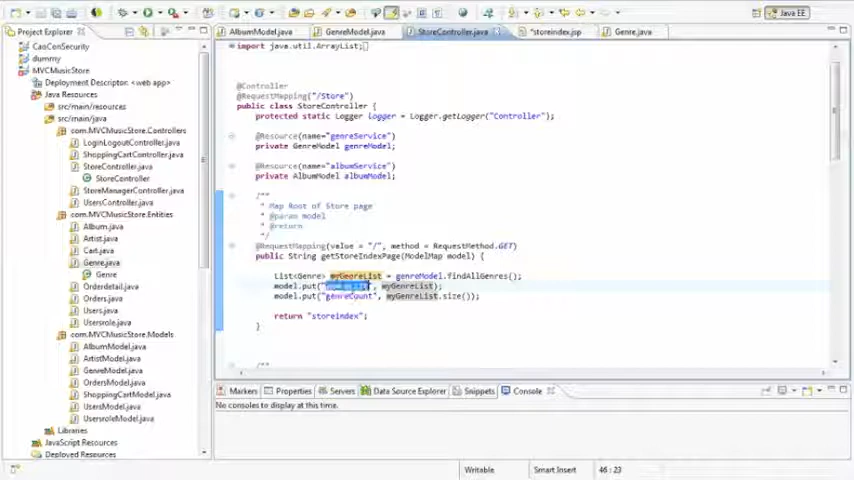 Java EE
Project Explorer
AlbumModel.java
GenreModel.java
StoreController.java
*storeindex.jsp
Genre.java
CaoCenSecurity
dummy
MVCMusicStore
Deployment Descriptor: <web app>
Java Resources
src/main/resources
src/main/java
com.MVCMusicStore.Controllers
LoginLogoutController.java
ShoppingCartController.java
StoreController.java
StoreController
StoreManagerController.java
UsersController.java
com.MVCMusicStore.Entities
Album.java
Artist.java
Cart.java
Genre.java
Genre
Orderdetail.java
Orders.java
Users.java
Usersrole.java
com.MVCMusicStore.Models
AlbumModel.java
ArtistModel.java
GenreModel.java
OrdersModel.java
ShoppingCartModel.java
UsersModel.java
UsersroleModel.java
Libraries
JavaScript Resources
Deployed Resources
import java.util.ArrayList;
@Controller
@RequestMapping("/Store")
public class StoreController {
protected static Logger Logger = Logger.getLogger("Controller");
@Resource(name="genreService")
private GenreModel genreModel;
@Resource(name="albumService")
private AlbumModel albumModel;
/**
* Map Root of Store page
* @param model
* @return
*/
@RequestMapping(value = "/", method = RequestMethod.GET)
public String getStoreIndexPage(ModelMap model) {
List<Genre> myGenreList = genreModel.findAllGenres();
model.put(" ", myGenreList);
model.put("genreCount", myGenreList.size());
return "storeindex";
}
/**
Markers
Properties
Servers
Data Source Explorer
Snippets
Console
No consoles to display at this time.
Writable
Smart Insert
46 : 23